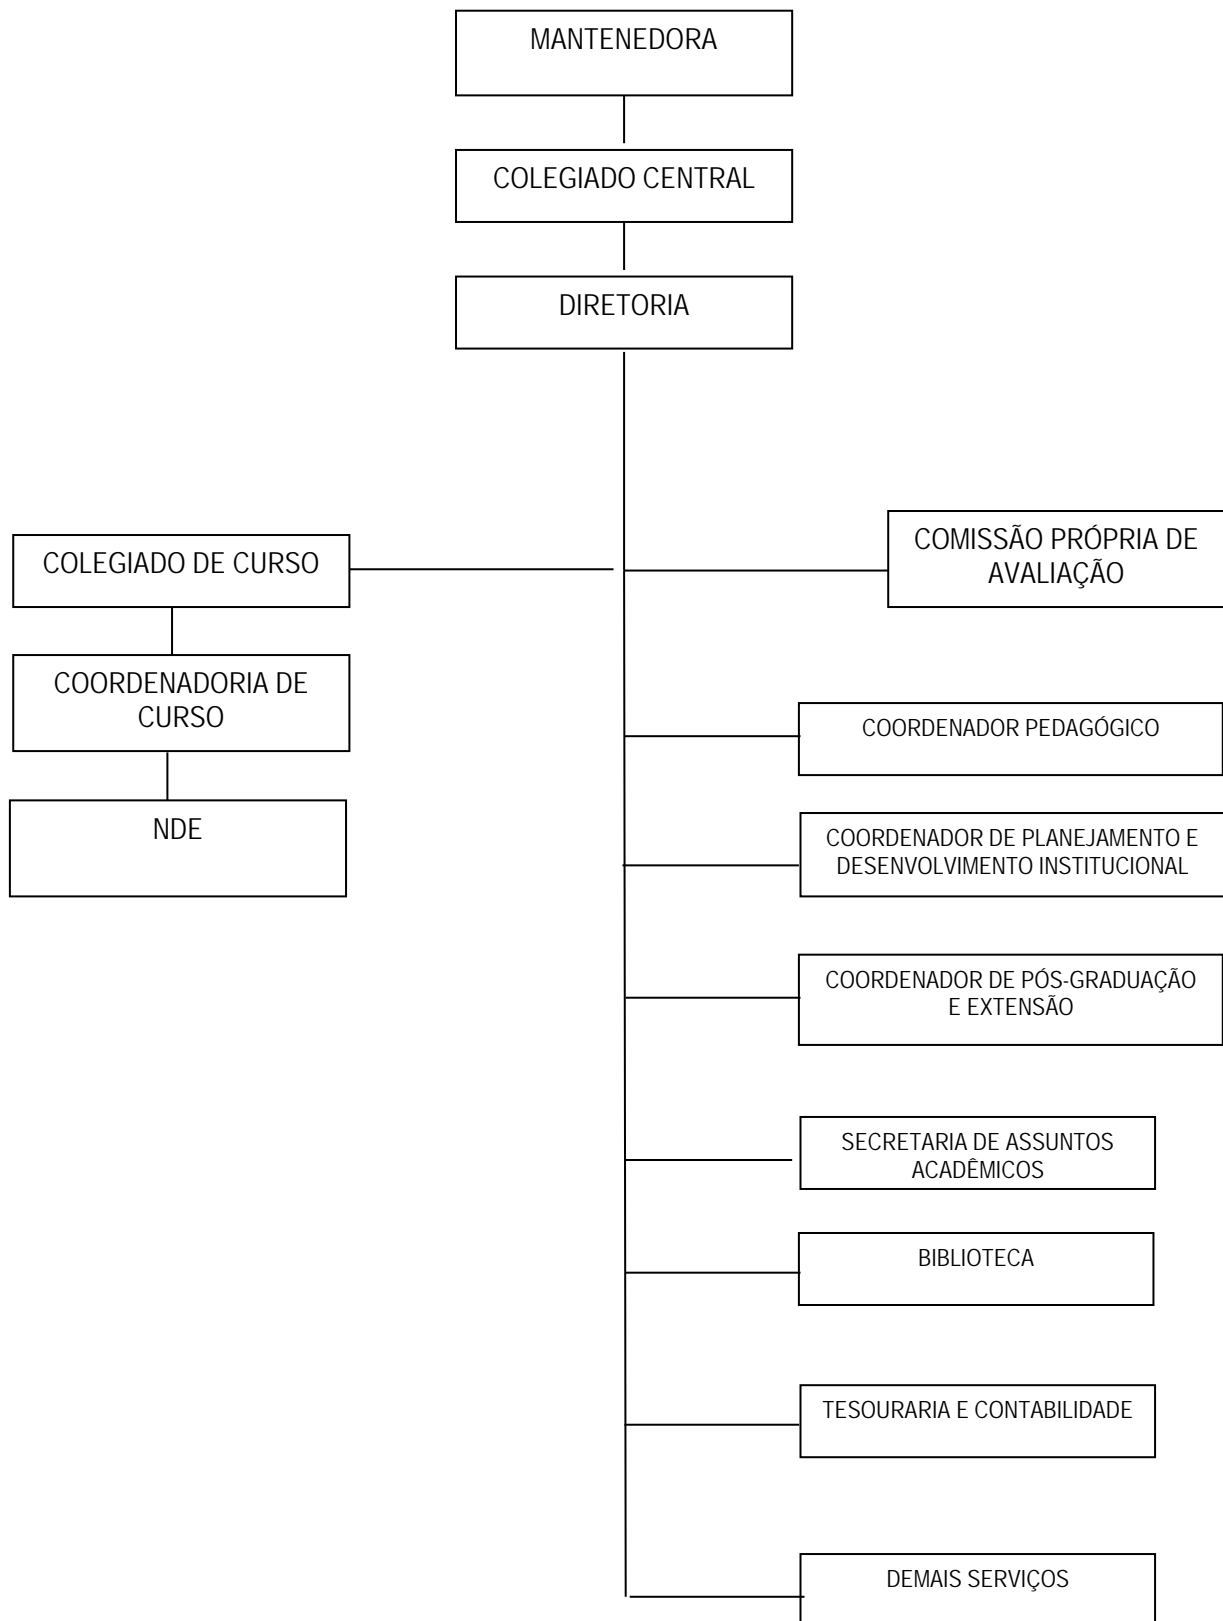 MANTENEDORA
COLEGIADO CENTRAL
DIRETORIA
COLEGIADO DE CURSO
COMISSÃO PRÓPRIA DE
AVALIAÇÃO
COORDENADORIA DE
CURSO
NDE
COORDENADOR PEDAGÓGICO
COORDENADOR DE PLANEJAMENTO E
DESENVOLVIMENTO INSTITUCIONAL
COORDENADOR DE PÓS-GRADUAÇÃO
E EXTENSÃO
SECRETARIA DE ASSUNTOS
ACADÊMICOS
BIBLIOTECA
TESOURARIA E CONTABILIDADE
DEMAIS SERVIÇOS